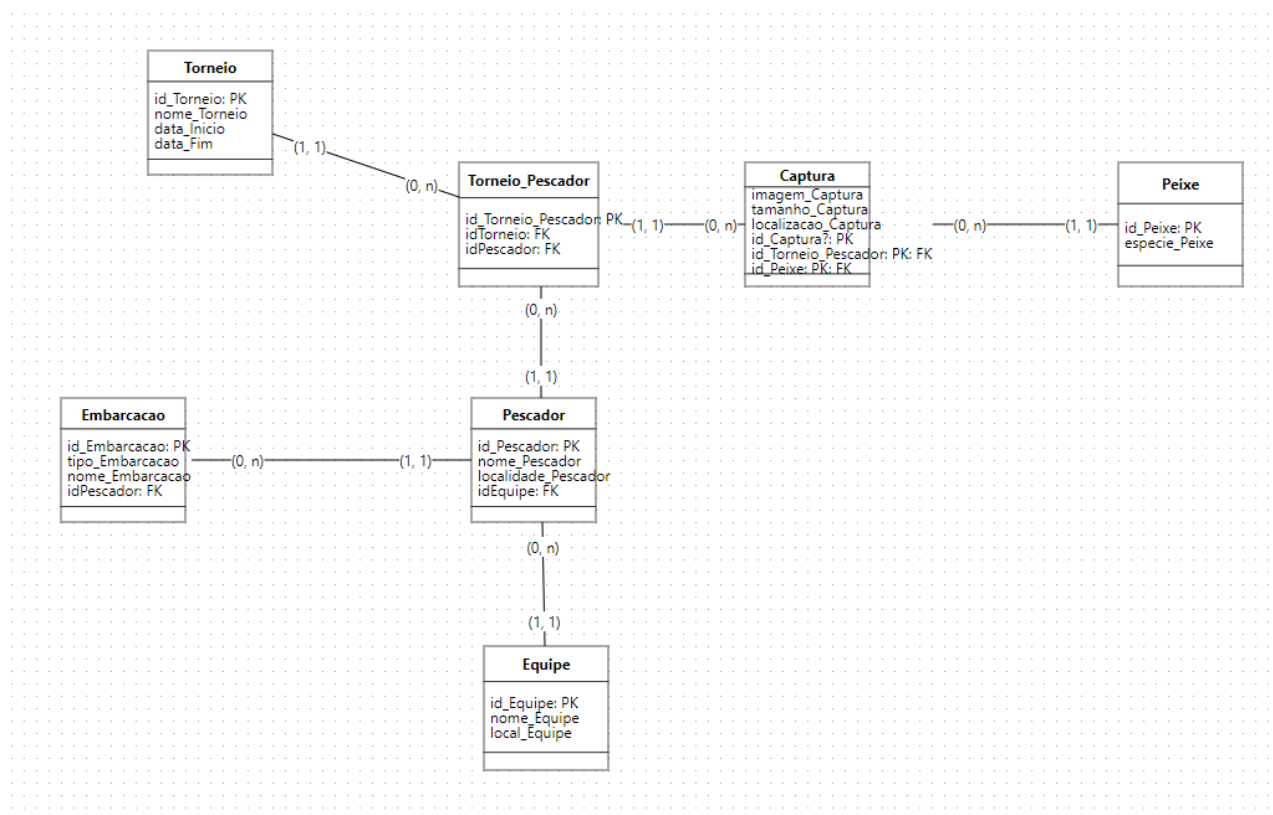 Torneio
id_Torneio: PK
nome_Torneio
data_Inicio
data_Fim
(1, 1)
(0, n)
Torneio_Pescador
id_Torneio_Pescador: PK
idTorneio: FK
idPescador: FK
(1, 1)
(0, n)
Captura
imagem_Captura
tamanho_Captura
localizacao_Captura
id_Captura?: PK
id_Torneio_Pescador: PK: FK
id_Peixe: PK: FK
(0, n)
(1, 1)
Peixe
id_Peixe: PK
especie_Peixe
(0, n)
(1, 1)
Embarcacao
id_Embarcacao: PK
tipo_Embarcacao
nome_Embarcacao
idPescador: FK
(0, n)
(1, 1)
Pescador
id_Pescador: PK
nome_Pescador
localidade_Pescador
idEquipe: FK
(0, n)
(1, 1)
Equipe
id_Equipe: PK
nome_Equipe
local_Equipe